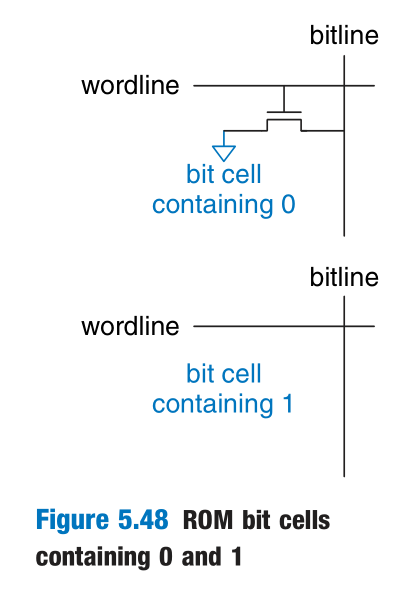 bitline
wordline
bit cell
containing 0
bitline
wordline
bit cell
containing 1
Figure 5.48 ROM bit cells
containing 0 and 1